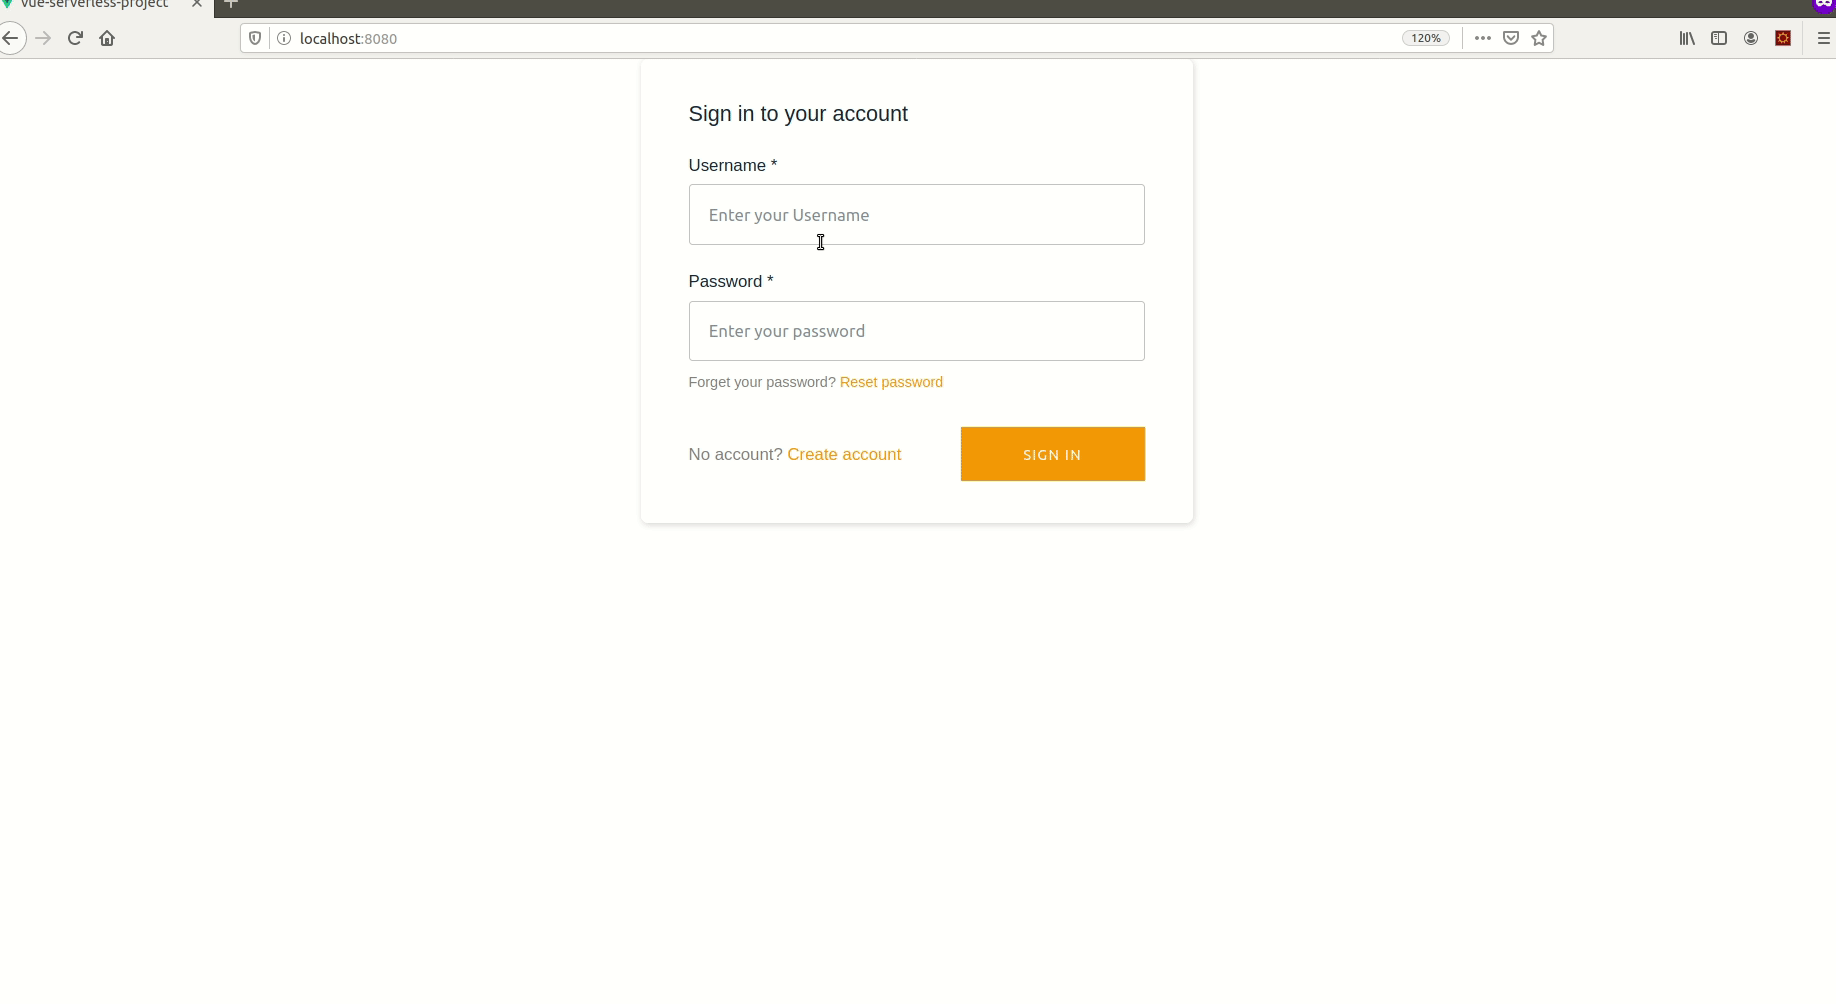 vue-serverless-project
localhost:8080
120%
Sign in to your account
Username *
Enter your Username
Password *
Enter your password
Forget your password? Reset password
No account? Create account
SIGN IN